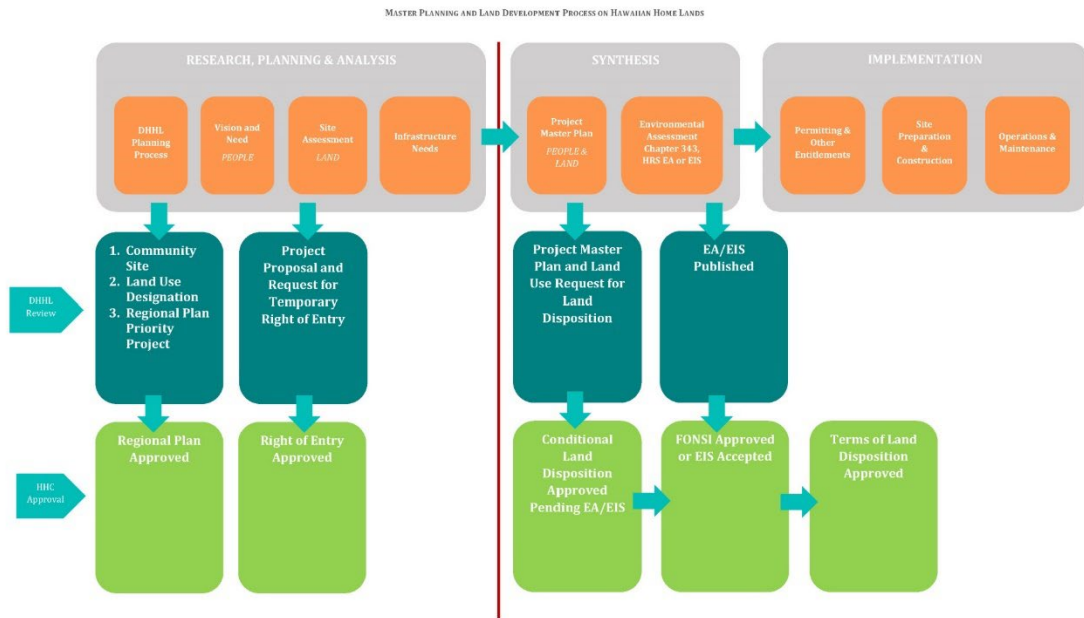 MASTER PLANNING AND LAND DEVELOPMENT PROCESS ON HAWAIIAN HOME LANDS
RESEARCH, PLANNING & ANALYSIS
DHHL
Planning
Process
Vision and
Need
PEOPLE
Site
Assessment
LAND
Infrastructure
Needs
SYNTHESIS
Project
Master Plan
PEOPLE &
LAND
Environmental
Assessment
Chapter 343,
HRS EA or EIS
IMPLEMENTATION
Permitting &
Other
Entitlements
Site
Preparation
&
Construction
Operations &
Maintenance
DHHL
Review
1. Community
Site
2. Land Use
Designation
3. Regional Plan
Priority
Project
Project
Proposal and
Request for
Temporary
Right of Entry
Project Master
Plan and Land
Use Request for
Land
Disposition
EA/EIS
Published
HHC
Approval
Regional Plan
Approved
Right of Entry
Approved
Conditional
Land
Disposition
Approved
Pending EA/EIS
FONSI Approved
or EIS Accepted
Terms of Land
Disposition
Approved